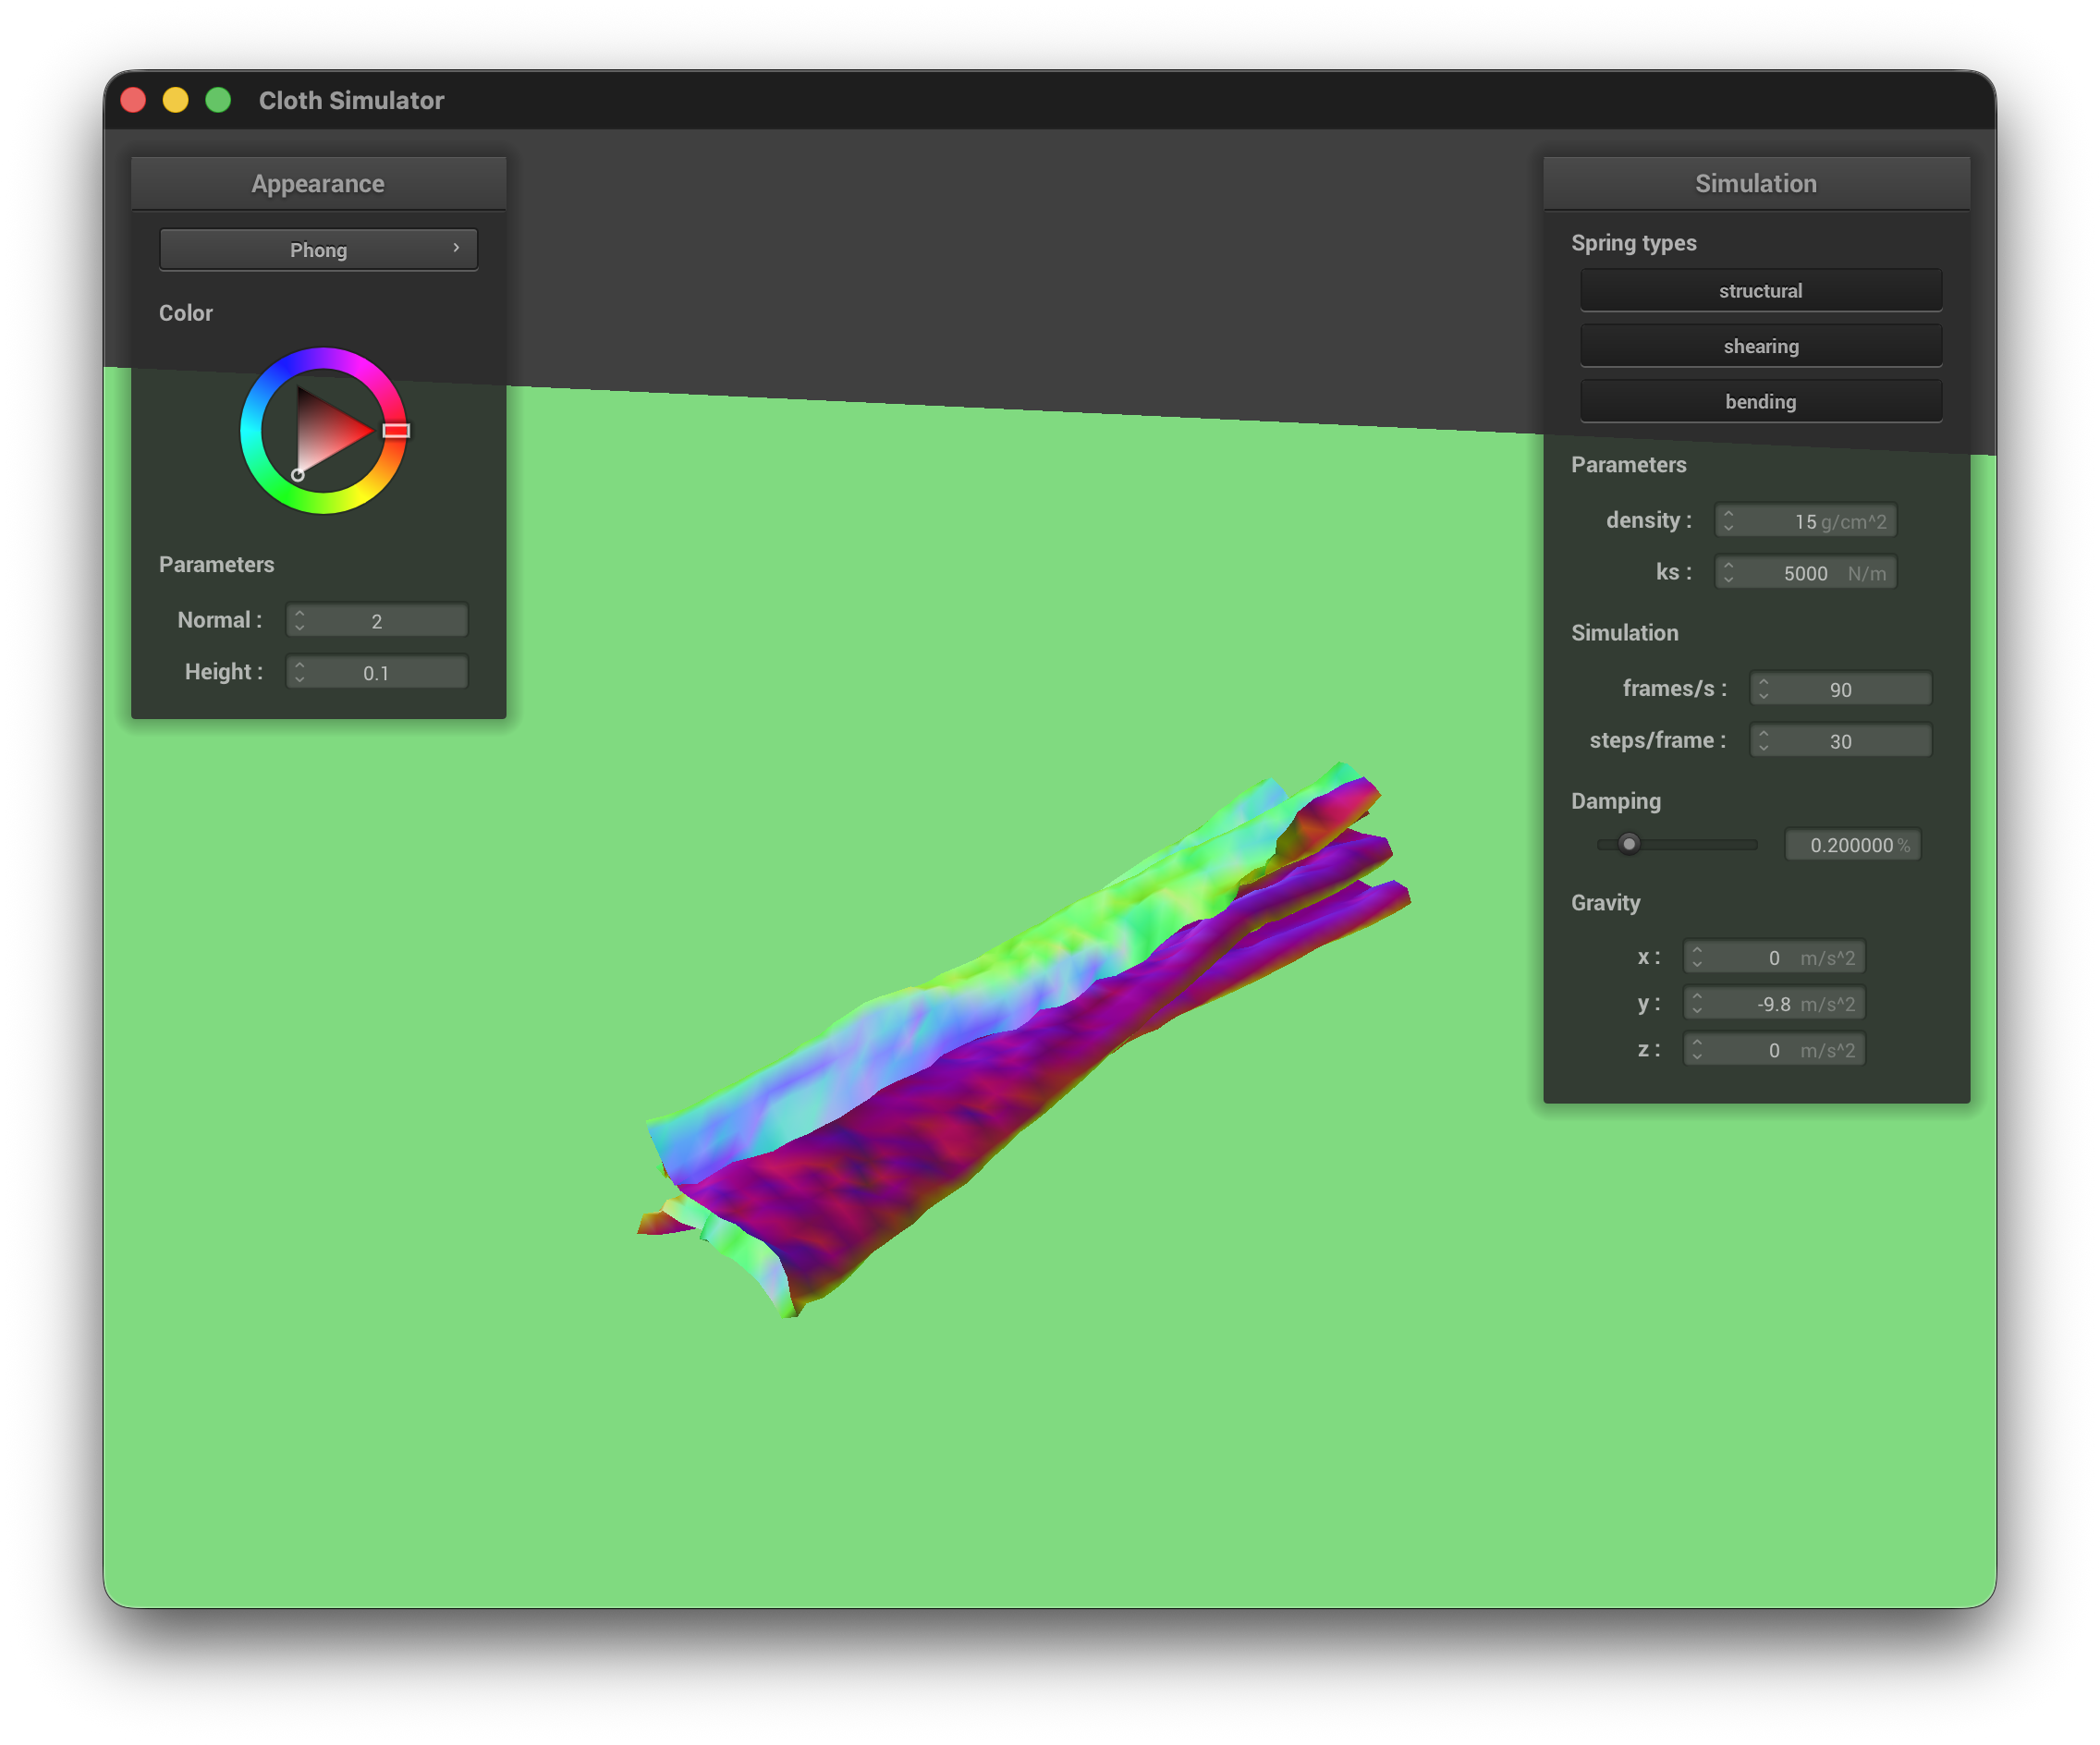 Cloth Simulator
Appearance
Phong
Color
Parameters
Normal : 2
Height : 0.1
Simulation
Spring types
structural
shearing
bending
Parameters
density : 15 g/cm^2
ks : 5000 N/m
Simulation
frames/s : 90
steps/frame : 30
Damping
0.200000 %
Gravity
x : 0 m/s^2
y : -9.8 m/s^2
z : 0 m/s^2